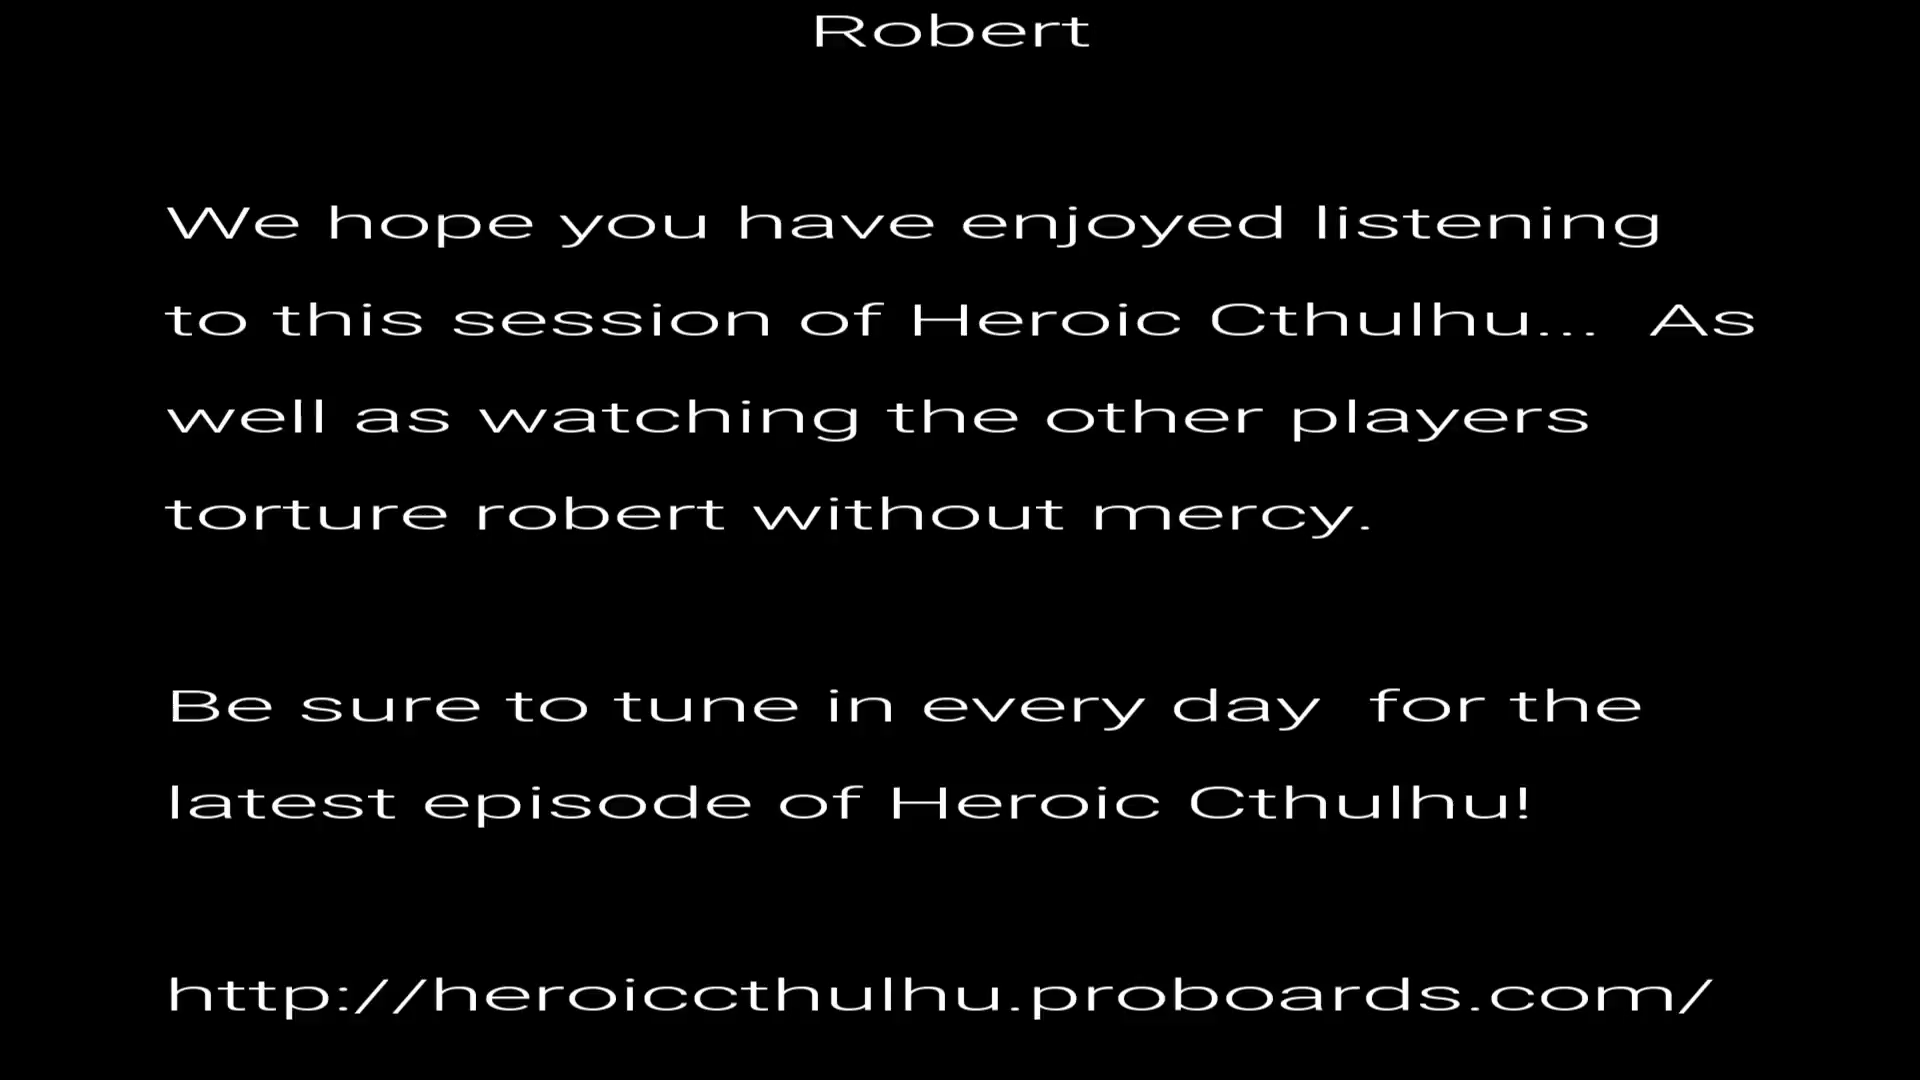 Robert
We hope you have enjoyed listening
to this session of Heroic Cthulhu...  As
well as watching the other players
torture robert without mercy.
Be sure to tune in every day  for the
latest episode of Heroic Cthulhu!
http://heroiccthulhu.proboards.com/